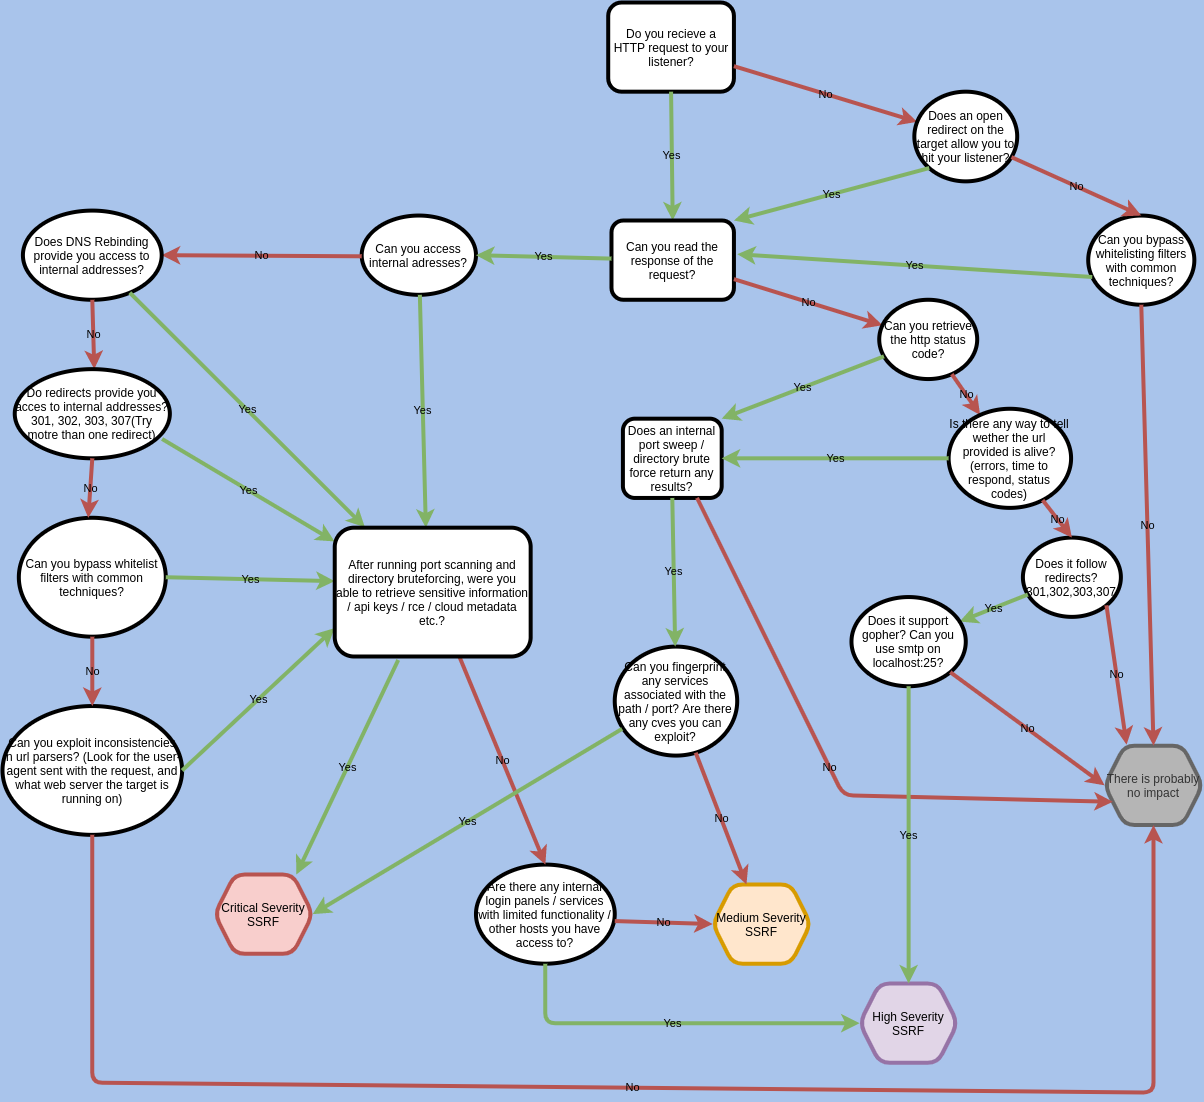 Do you recieve a
HTTP request to your
listener?
No
Does an open
redirect on the
target allow you to
hit your listener?
Yes
Yes
No
Does DNS Rebinding
provide you access to
internal addresses?
No
Can you access
internal adresses?
Yes
Can you read the
response of the
request?
Yes
Can you bypass
whitelisting filters
with common
techniques?
No
No
Can you retrieve
the http status
code?
Do redirects provide you
acces to internal addresses?
301, 302, 303, 307(Try
motre than one redirect)
Yes
Yes
Yes
No
Does an internal
port sweep /
directory brute
force return any
results?
Yes
Is there any way to tell
wether the url
provided is alive?
(errors, time to
respond, status
codes)
No
Yes
No
No
Can you bypass whitelist
filters with common
techniques?
Yes
After running port scanning and
directory bruteforcing, were you
able to retrieve sensitive information
/ api keys / rce / cloud metadata
etc.?
Yes
Does it follow
redirects?
301,302,303,307
Yes
Does it support
gopher? Can you
use smtp on
localhost:25?
No
Yes
Can you fingerprint
any services
associated with the
path / port? Are there
any cves you can
exploit?
No
No
Can you exploit inconsistencies
in url parsers? (Look for the user-
agent sent with the request, and
what web server the target is
running on)
Yes
No
No
There is probably
no impact
Yes
No
Yes
Critical Severity
SSRF
Are there any internal
login panels / services
with limited functionality /
other hosts you have
access to?
No
Medium Severity
SSRF
Yes
High Severity
SSRF
No